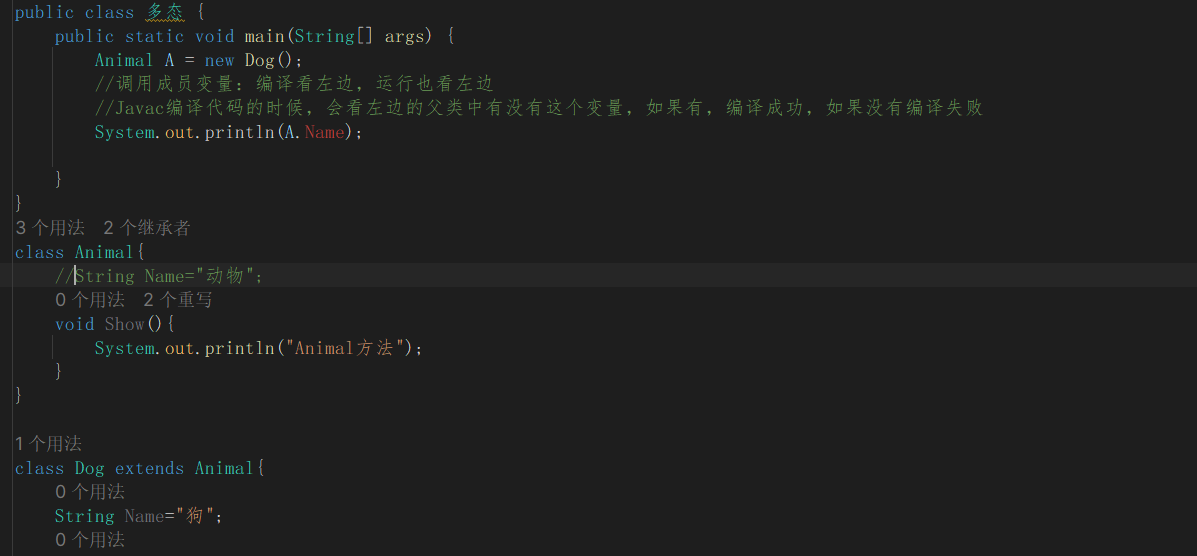 public class 多态 {
public static void main(String[] args) {
Animal A = new Dog();
//调用成员变量：编译看左边，运行也看左边
//Javac编译代码的时候，会看左边的父类中有没有这个变量，如果有，编译成功，如果没有编译失败
System.out.println(A.Name);
}
}
3 个用法 2 个继承者
class Animal{
//String Name="动物";
0 个用法 2 个重写
void Show(){
System.out.println("Animal方法");
}
}
1 个用法
class Dog extends Animal{
0 个用法
String Name="狗";
0 个用法